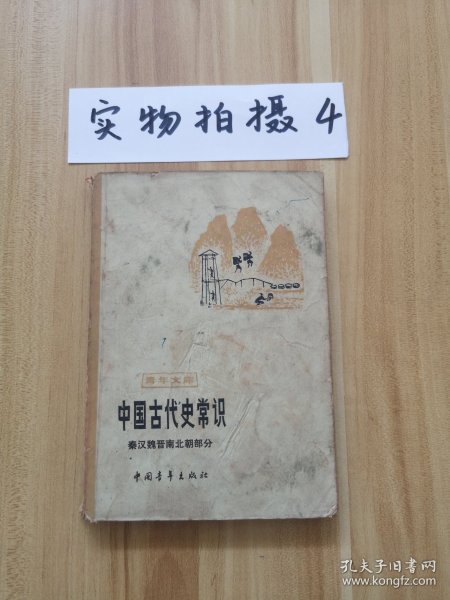 实物拍摄4
青年文库
中国古代史常识
秦汉魏晋南北朝部分
中国青年出版社
孔夫子旧书网
www.kongfz.com